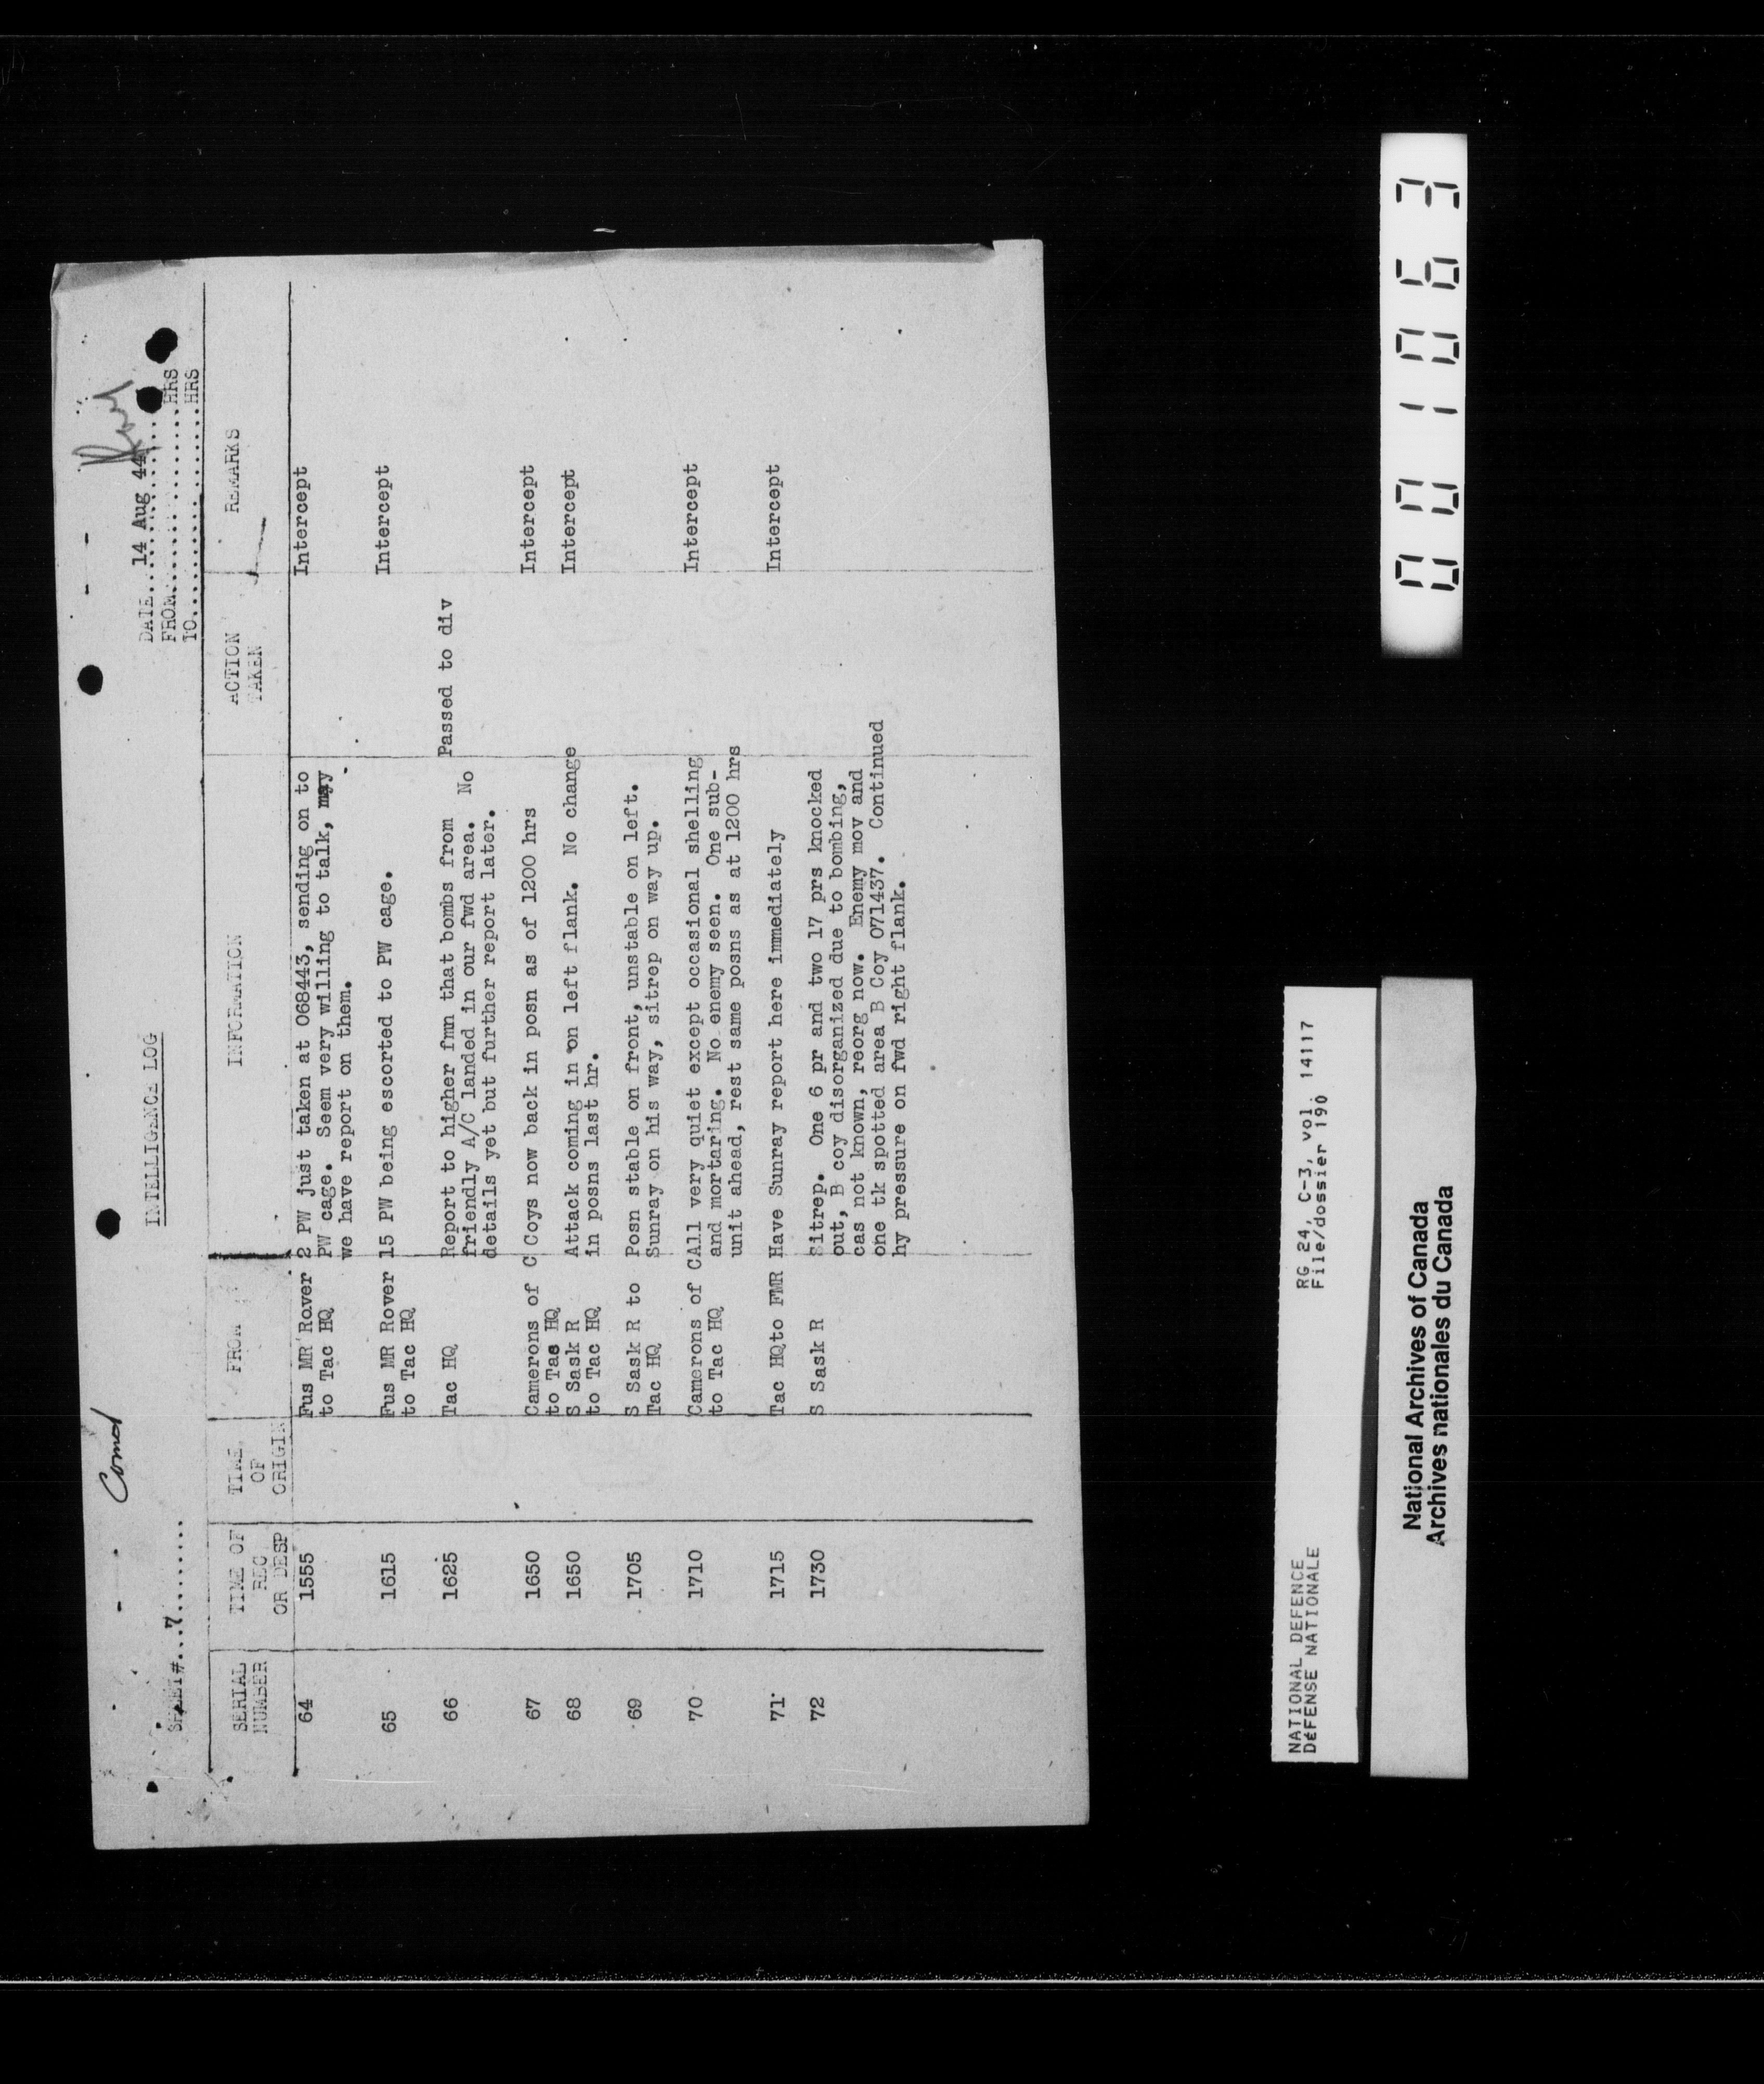 Comd
SHEET#...7.......
INTELLIGENCE LOG
DATE...14 Aug 44
FROM...............HRS
TO.................HRS
SERIAL NUMBER	TIME OF REC OR DESP	TIME OF ORIGIN	FROM	INFORMATION	ACTION TAKEN	REMARKS
64	1555	Fus MR Rover	2 PW just taken at 068443, sending on to	Intercept
to Tac HQ	PW cage. Seem very willing to talk, may
we have report on them.
65	1615	Fus MR Rover	15 PW being escorted to PW cage.	Intercept
to Tac HQ
66	1625	Tac HQ	Report to higher fmn that bombs from	Passed to div
friendly A/C landed in our fwd area. No
details yet but further report later.
67	1650	Camerons of C	Coys now back in posn as of 1200 hrs	Intercept
to Tac HQ
68	1650	S Sask R	Attack coming in on left flank. No change	Intercept
to Tac HQ	in posns last hr.
69	1705	S Sask R to	Posn stable on front, unstable on left.
Tac HQ	Sunray on his way, sitrep on way up.
70	1710	Camerons of C	All very quiet except occasional shelling	Intercept
to Tac HQ	and mortaring. No enemy seen. One sub-
unit ahead, rest same posns as at 1200 hrs
71	1715	Tac HQ to FMR	Have Sunray report here immediately	Intercept
72	1730	S Sask R	Sitrep. One 6 pr and two 17 prs knocked
out, B coy disorganized due to bombing,
cas not known, reorg now. Enemy mov and
one tk spotted area B Coy 071437. Continued
hy pressure on fwd right flank.
NATIONAL DEFENCE	RG 24, C-3, vol. 14117
DéFENSE NATIONALE	File/dossier 190
National Archives of Canada
Archives nationales du Canada
001063